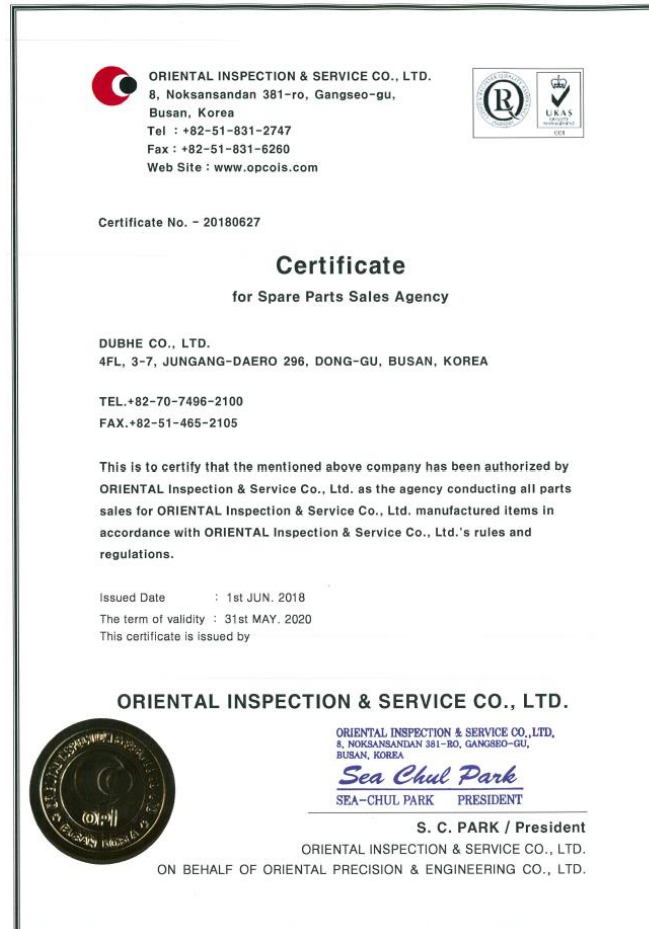 ORIENTAL INSPECTION & SERVICE CO., LTD.
8, Noksansandan 381-ro, Gangseo-gu,
Busan, Korea
Tel : +82-51-831-2747
Fax : +82-51-831-6260
Web Site : www.opcois.com
R
UKAS
QUALITY
MANAGEMENT
001
Certificate No. - 20180627
Certificate
for Spare Parts Sales Agency
DUBHE CO., LTD.
4FL, 3-7, JUNGANG-DAERO 296, DONG-GU, BUSAN, KOREA
TEL.+82-70-7496-2100
FAX.+82-51-465-2105
This is to certify that the mentioned above company has been authorized by
ORIENTAL Inspection & Service Co., Ltd. as the agency conducting all parts
sales for ORIENTAL Inspection & Service Co., Ltd. manufactured items in
accordance with ORIENTAL Inspection & Service Co., Ltd.'s rules and
regulations.
Issued Date : 1st JUN. 2018
The term of validity : 31st MAY. 2020
This certificate is issued by
ORIENTAL INSPECTION & SERVICE CO., LTD.
ORIENTAL INSPECTION & SERVICE CO.,LTD,
8, NOKSANSANDAN 381-RO, GANGSEO-GU,
BUSAN, KOREA
Sea Chul Park
SEA-CHUL PARK PRESIDENT
OPI
S. C. PARK / President
ORIENTAL INSPECTION & SERVICE CO., LTD.
ON BEHALF OF ORIENTAL PRECISION & ENGINEERING CO., LTD.